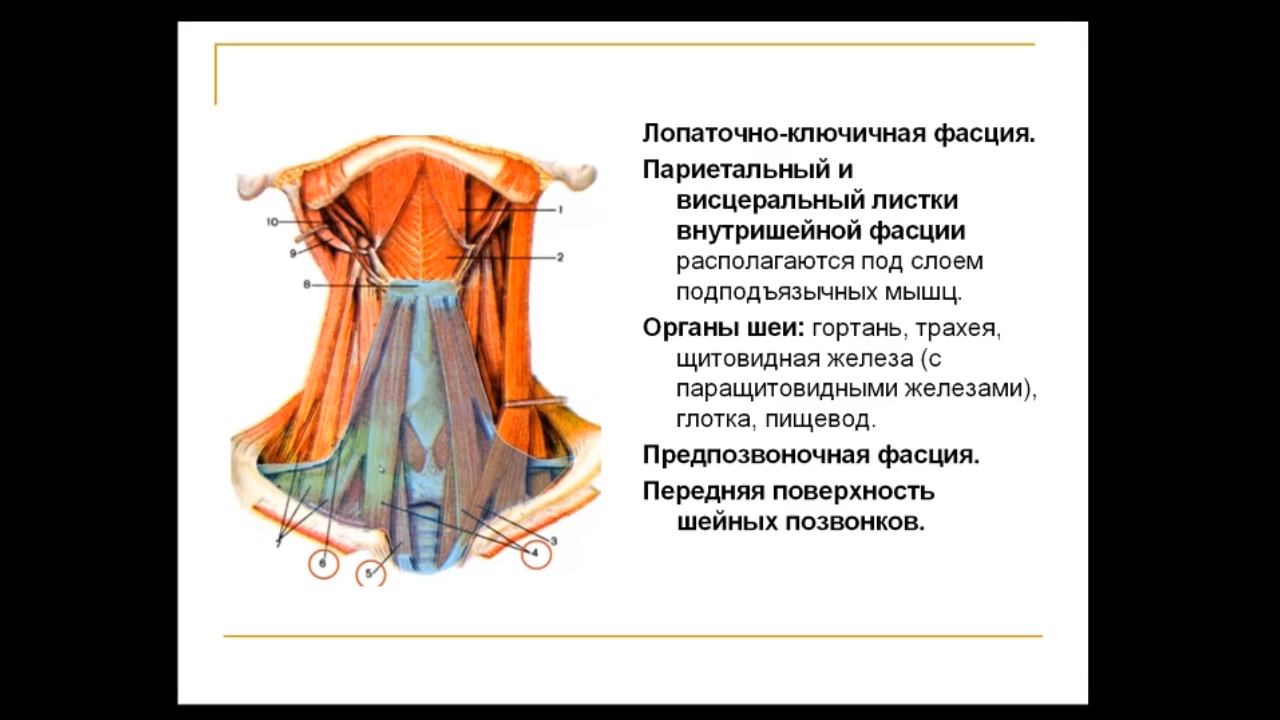 Лопаточно-ключичная фасция.
Париетальный и
висцеральный листки
внутришейной фасции
располагаются под слоем
подподъязычных мышц.
Органы шеи: гортань, трахея,
щитовидная железа (с
паращитовидными железами),
глотка, пищевод.
Предпозвоночная фасция.
Передняя поверхность
шейных позвонков.
1
10
9
2
8
7
6
5
4
3